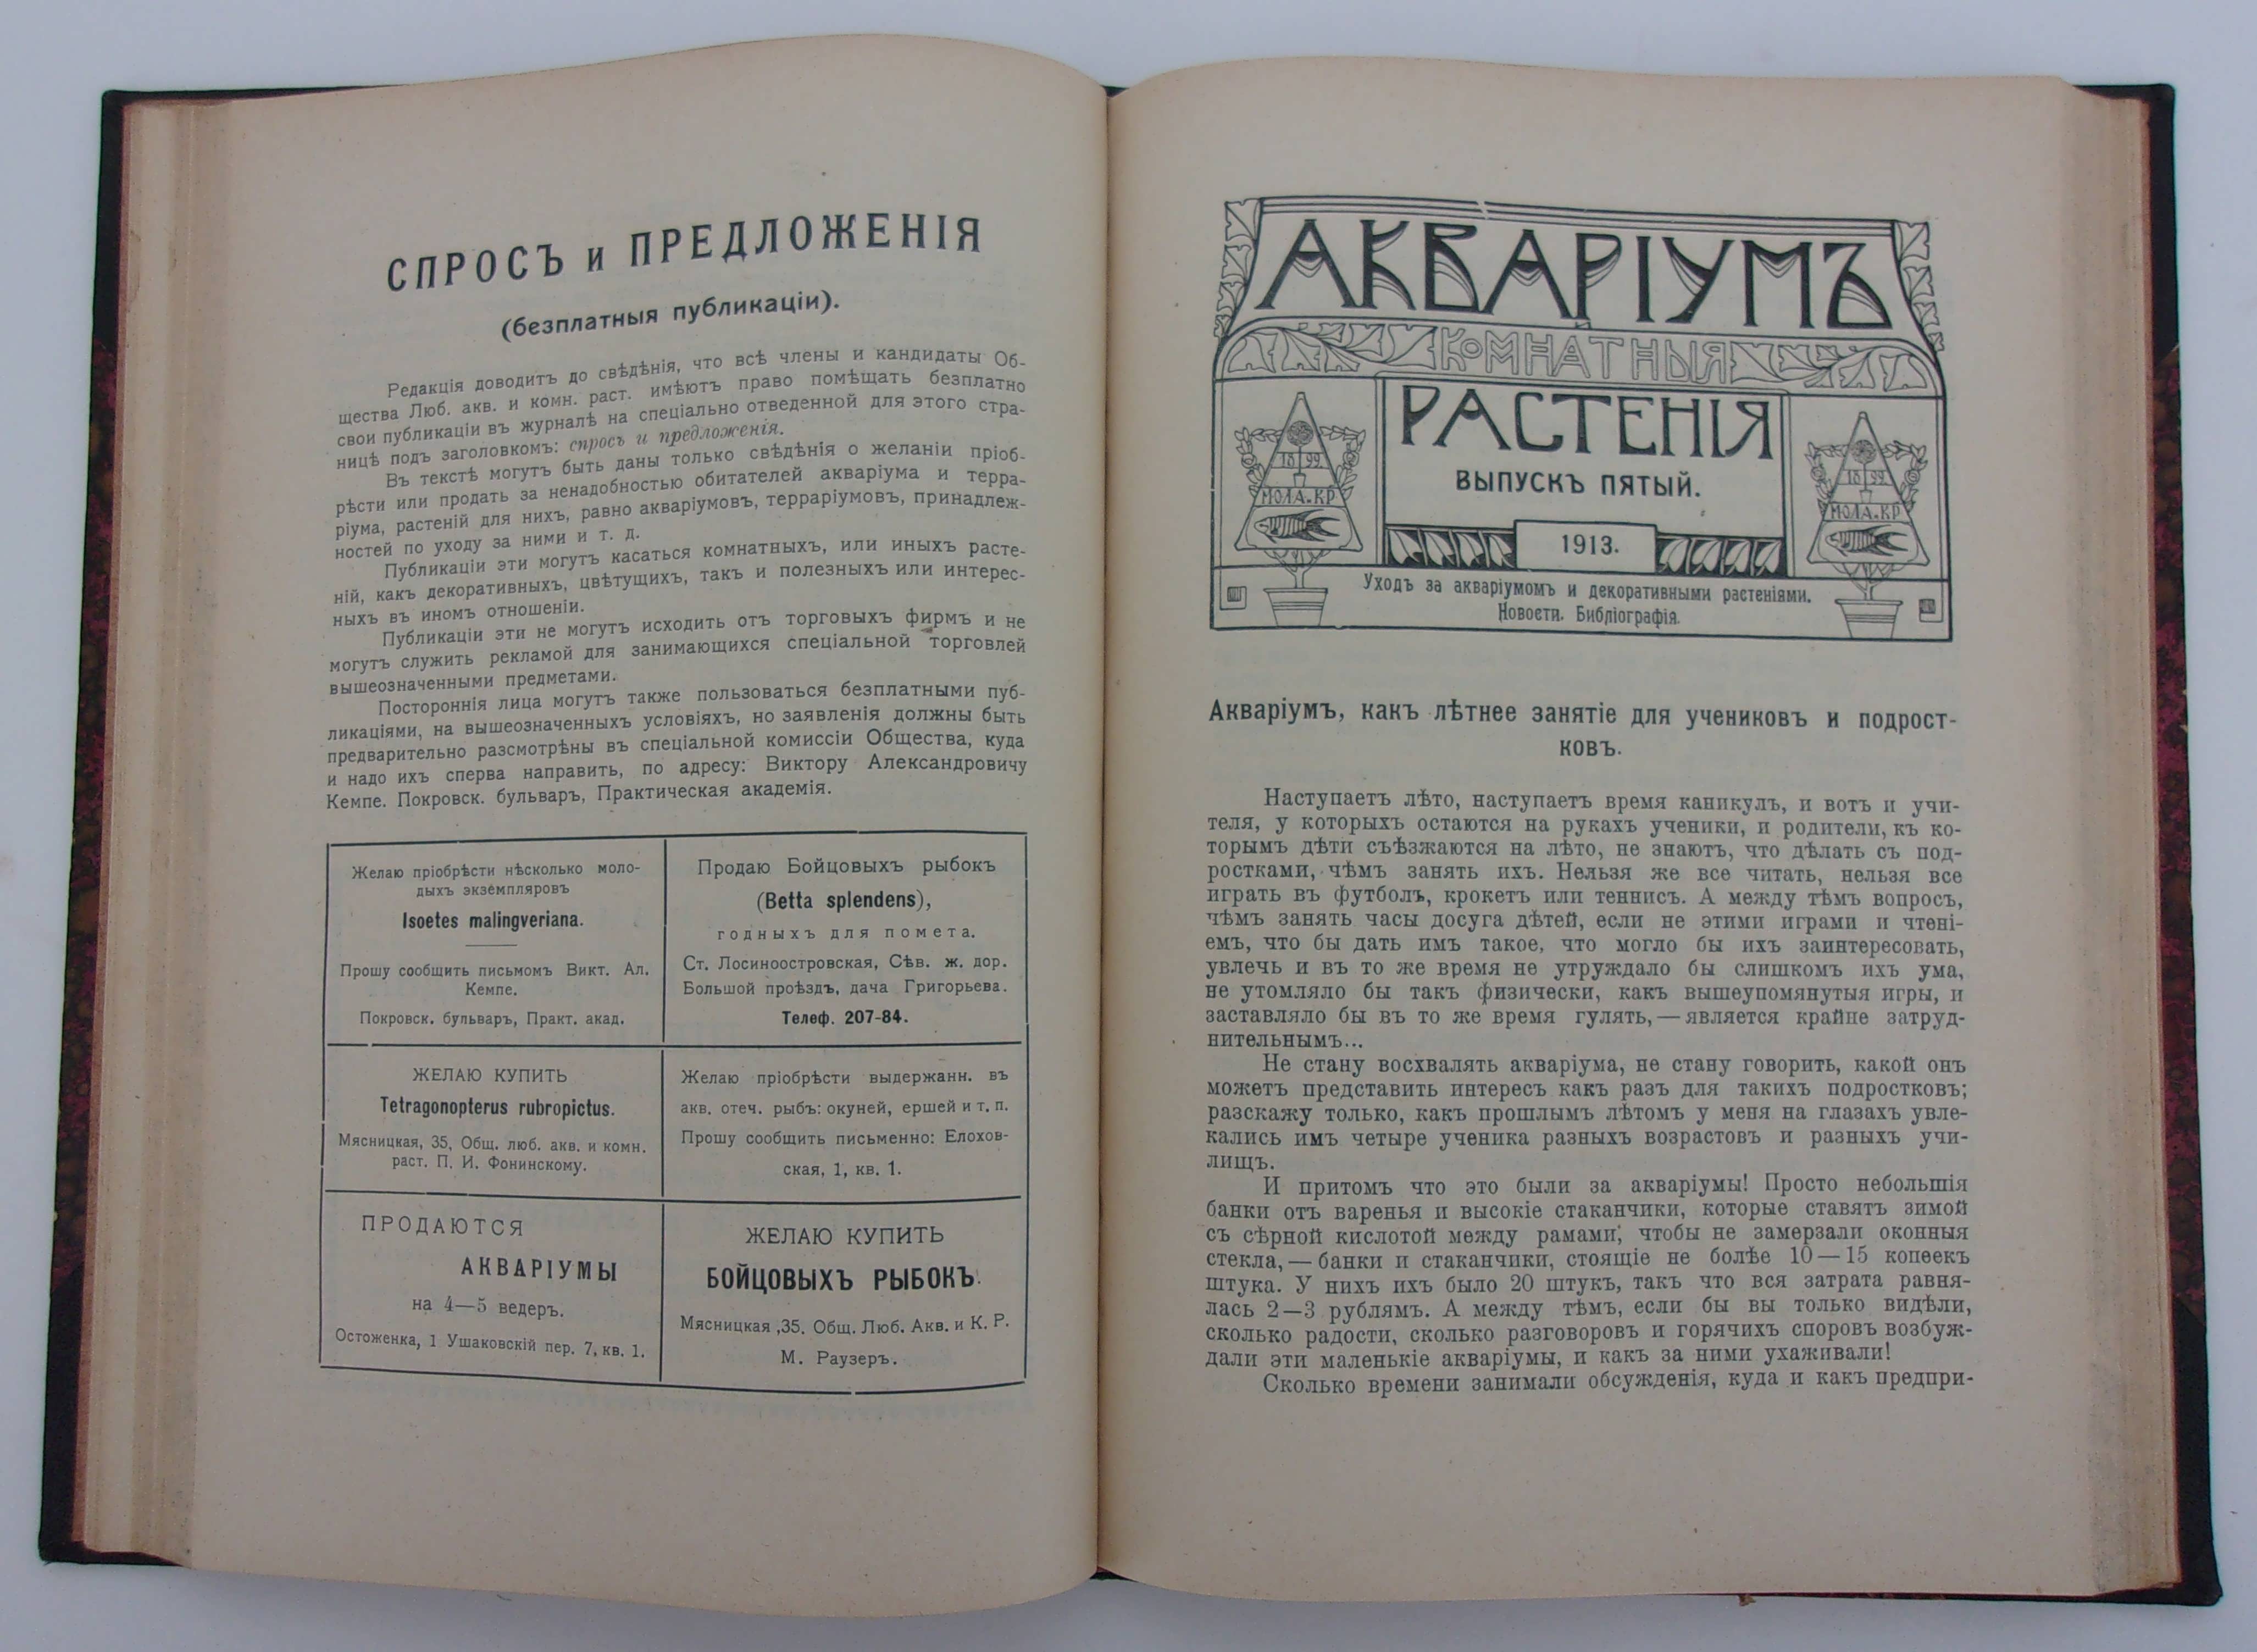 СПРОСЪ и ПРЕДЛОЖЕНІЯ
(безплатныя публикаціи).
Редакція доводитъ до свѣдѣнія, что всѣ члены и кандидаты Об-
щества Люб. акв. и комн. раст. имѣютъ право помѣщать безплатно
свои публикаціи въ журналѣ на спеціально отведенной для этого стра-
ницѣ подъ заголовкомъ: спросъ и предложенія.
Въ текстѣ могутъ быть даны только свѣдѣнія о желаніи пріоб-
рѣсти или продать за ненадобностью обитателей акваріума и терра-
ріума, растеній для нихъ, равно акваріумовъ, терраріумовъ, принадлеж-
ностей по уходу за ними и т. д.
Публикаціи эти могутъ касаться комнатныхъ, или иныхъ расте-
ній, какъ декоративныхъ, цвѣтущихъ, такъ и полезныхъ или интерес-
ныхъ въ иномъ отношеніи.
Публикаціи эти не могутъ исходить отъ торговыхъ фирмъ и не
могутъ служить рекламой для занимающихся спеціальной торговлей
вышеозначенными предметами.
Постороннія лица могутъ также пользоваться безплатными пуб-
ликаціями, на вышеозначенныхъ условіяхъ, но заявленія должны быть
предварительно разсмотрѣны въ спеціальной комиссіи Общества, куда
и надо ихъ сперва направить, по адресу: Виктору Александровичу
Кемпе. Покровск. бульваръ, Практическая академія.
Желаю пріобрѣсти нѣсколько моло-
дыхъ экземпляровъ
Isoetes malingveriana.
Прошу сообщить письмомъ Викт. Ал.
Кемпе.
Покровск. бульваръ, Практ. акад.
Продаю Бойцовыхъ рыбокъ
(Betta splendens),
годныхъ для помета.
Ст. Лосиноостровская, Сѣв. ж. дор.
Большой проѣздъ, дача Григорьева.
Телеф. 207-84.
ЖЕЛАЮ КУПИТЬ
Tetragonopterus rubropictus.
Мясницкая, 35, Общ. люб. акв. и комн.
раст. П. И. Фонинскому.
Желаю пріобрѣсти выдержанн. въ
акв. отеч. рыбъ: окуней, ершей и т. п.
Прошу сообщить письменно: Елохов-
ская, 1, кв. 1.
ПРОДАЮТСЯ
АКВАРІУМЫ
на 4—5 ведеръ.
Остоженка, 1 Ушаковскій пер. 7, кв. 1.
ЖЕЛАЮ КУПИТЬ
БОЙЦОВЫХЪ РЫБОКЪ.
Мясницкая ,35. Общ. Люб. Акв. и К. Р.
М. Раузеръ.
АКВАРІУМЪ
КОМНАТНЫЯ
РАСТЕНІЯ
ВЫПУСКЪ ПЯТЫЙ.
1913.
18 99
МОЛА.КР
18 99
МОЛА.КР
Уходъ за акваріумомъ и декоративными растеніями.
Новости. Библіографія.
Акваріумъ, какъ лѣтнее занятіе для учениковъ и подрост-
ковъ.
Наступаетъ лѣто, наступаетъ время каникулъ, и вотъ и учи-
теля, у которыхъ остаются на рукахъ ученики, и родители, къ ко-
торымъ дѣти съѣзжаются на лѣто, не знаютъ, что дѣлать съ под-
ростками, чѣмъ занять ихъ. Нельзя же все читать, нельзя все
играть въ футболъ, крокетъ или теннисъ. А между тѣмъ вопросъ,
чѣмъ занять часы досуга дѣтей, если не этими играми и чтені-
емъ, что бы дать имъ такое, что могло бы ихъ заинтересовать,
увлечь и въ то же время не утруждало бы слишкомъ ихъ ума,
не утомляло бы такъ физически, какъ вышеупомянутыя игры, и
заставляло бы въ то же время гулять, — является крайне затруд-
нительнымъ...
Не стану восхвалять акваріума, не стану говорить, какой онъ
можетъ представить интересъ какъ разъ для такихъ подростковъ;
разскажу только, какъ прошлымъ лѣтомъ у меня на глазахъ увле-
кались имъ четыре ученика разныхъ возрастовъ и разныхъ учи-
лищъ.
И притомъ что это были за акваріумы! Просто небольшія
банки отъ варенья и высокіе стаканчики, которые ставятъ зимой
съ сѣрной кислотой между рамами, чтобы не замерзали оконныя
стекла, — банки и стаканчики, стоящіе не болѣе 10 — 15 копеекъ
штука. У нихъ ихъ было 20 штукъ, такъ что вся затрата равня-
лась 2—3 рублямъ. А между тѣмъ, если бы вы только видѣли,
сколько радости, сколько разговоровъ и горячихъ споровъ возбуж-
дали эти маленькіе акваріумы, и какъ за ними ухаживали!
Сколько времени занимали обсужденія, куда и какъ предпри-